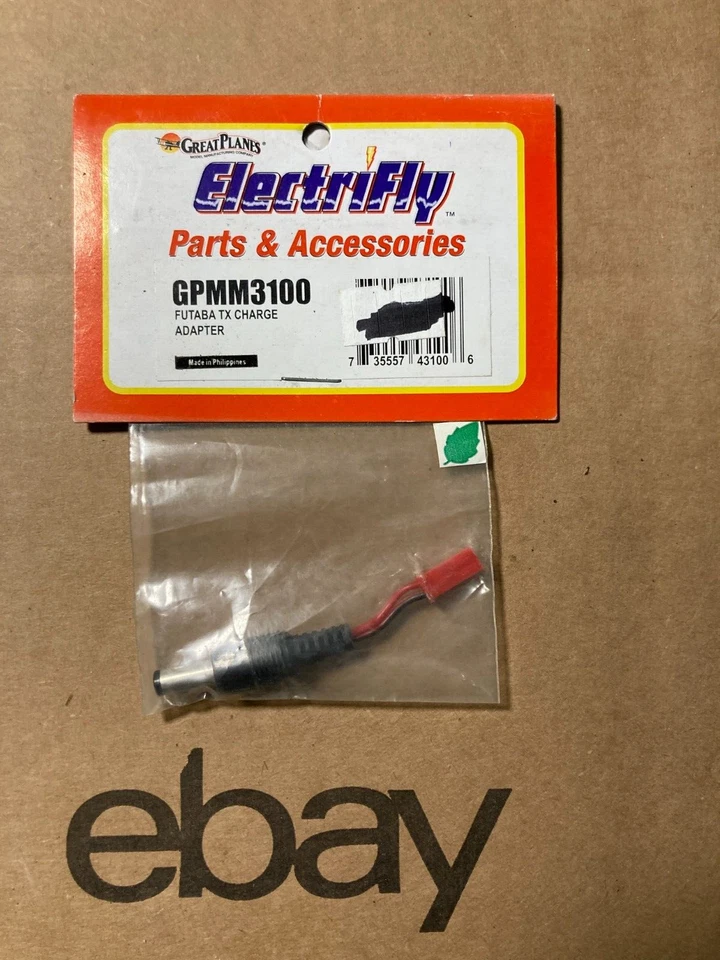 GREAT PLANES®
MODEL MANUFACTURING COMPANY
ElectriFly™
Parts & Accessories
GPMM3100
FUTABA TX CHARGE
ADAPTER
Made in Philippines
7 35557 43100 6
ebay